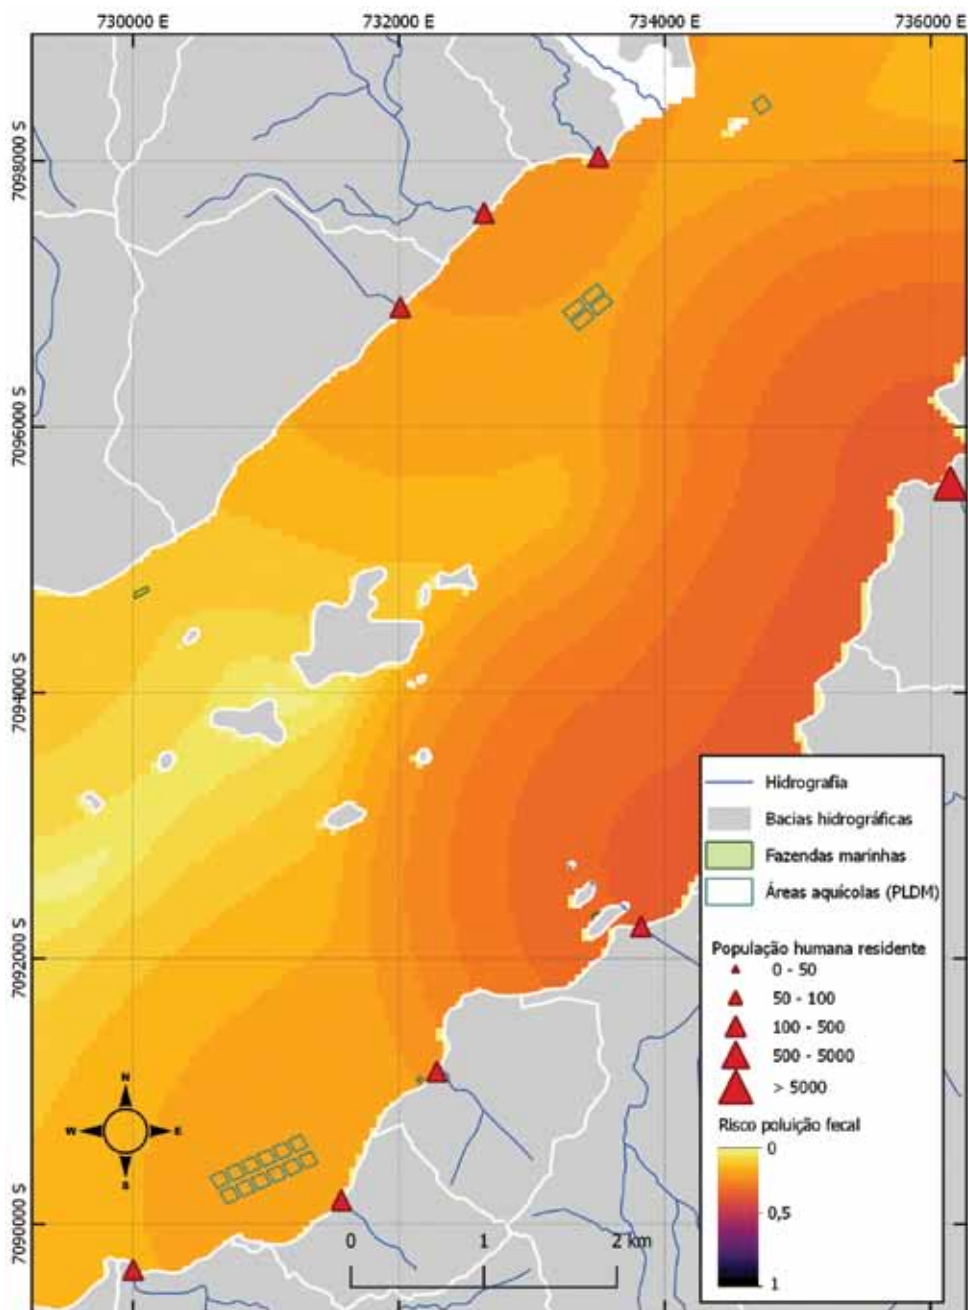 730000 E
732000 E
734000 E
736000 E
7098000 S
7096000 S
7094000 S
7092000 S
7090000 S
N
W
E
S
0 1 2 km
Hidrografia
Bacias hidrográficas
Fazendas marinhas
Áreas aquícolas (PLDM)
População humana residente
0 - 50
50 - 100
100 - 500
500 - 5000
> 5000
Risco poluição fecal
0
0,5
1